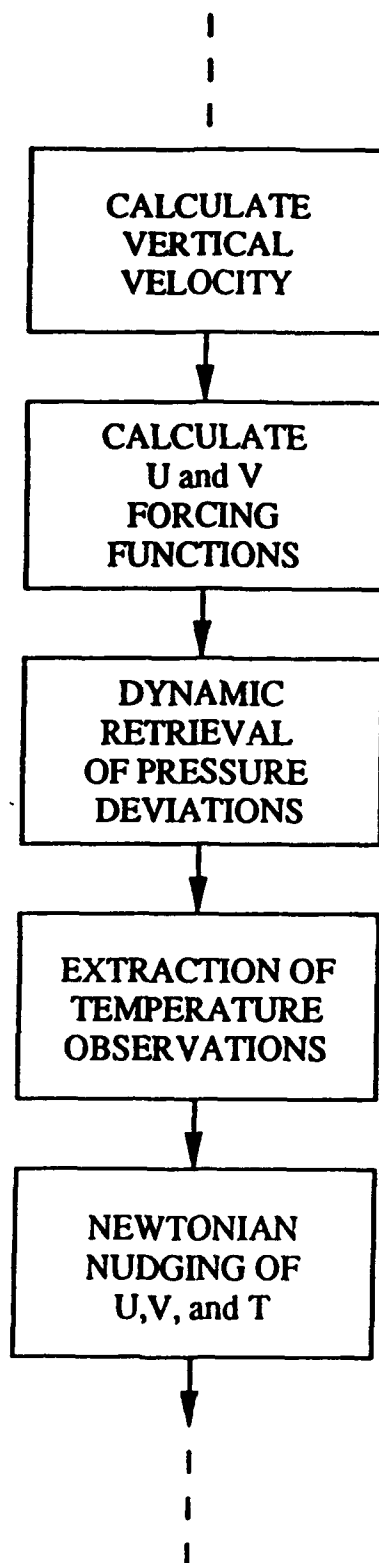 CALCULATE
VERTICAL
VELOCITY
CALCULATE
U and V
FORCING
FUNCTIONS
DYNAMIC
RETRIEVAL
OF PRESSURE
DEVIATIONS
EXTRACTION OF
TEMPERATURE
OBSERVATIONS
NEWTONIAN
NUDGING OF
U,V, and T